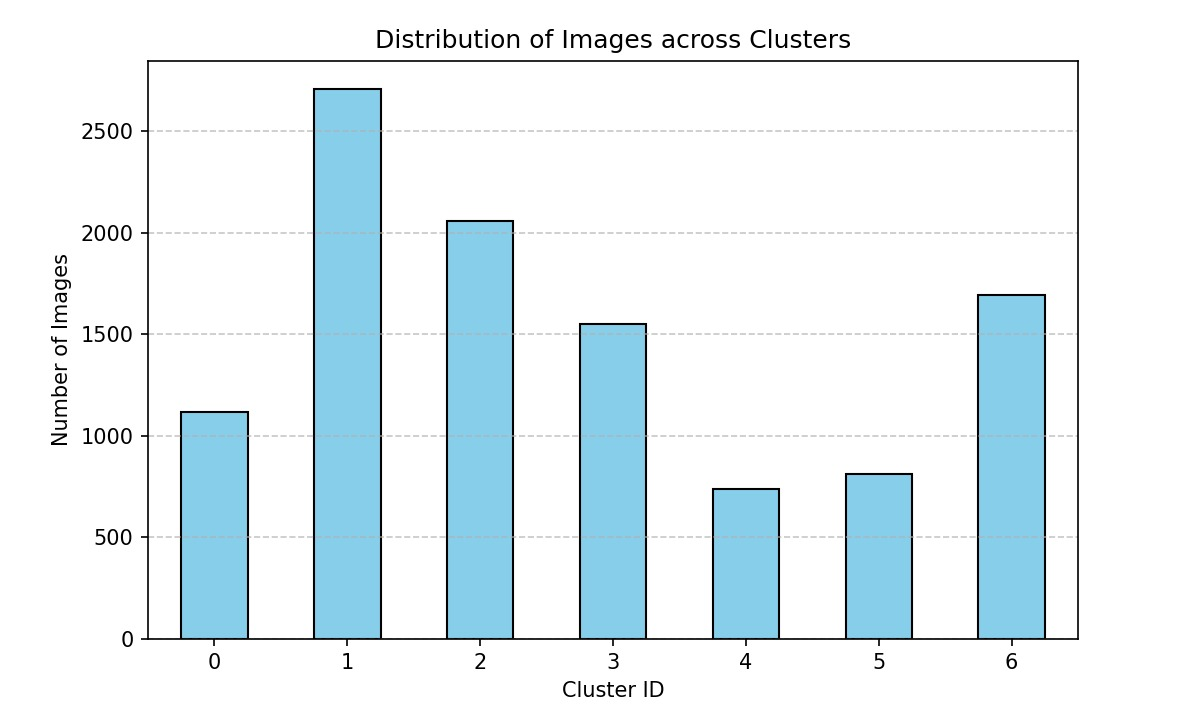 Distribution of Images across Clusters
Number of Images
2500
2000
1500
1000
500
0
0 1 2 3 4 5 6
Cluster ID